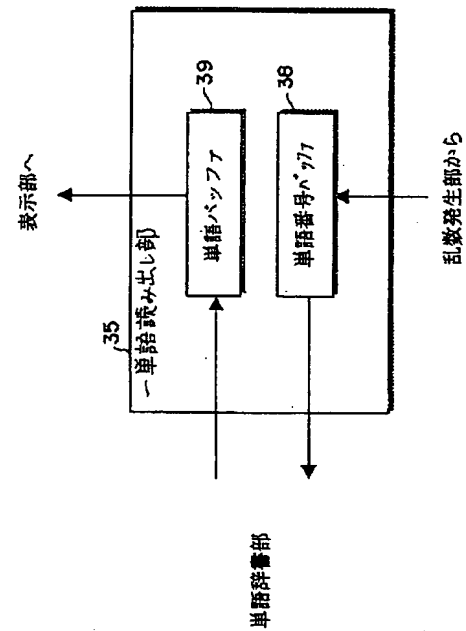 35
一単語読み出し部
表示部へ
単語バッファ
39
単語番号バッファ
38
乱数発生部から
単語辞書部